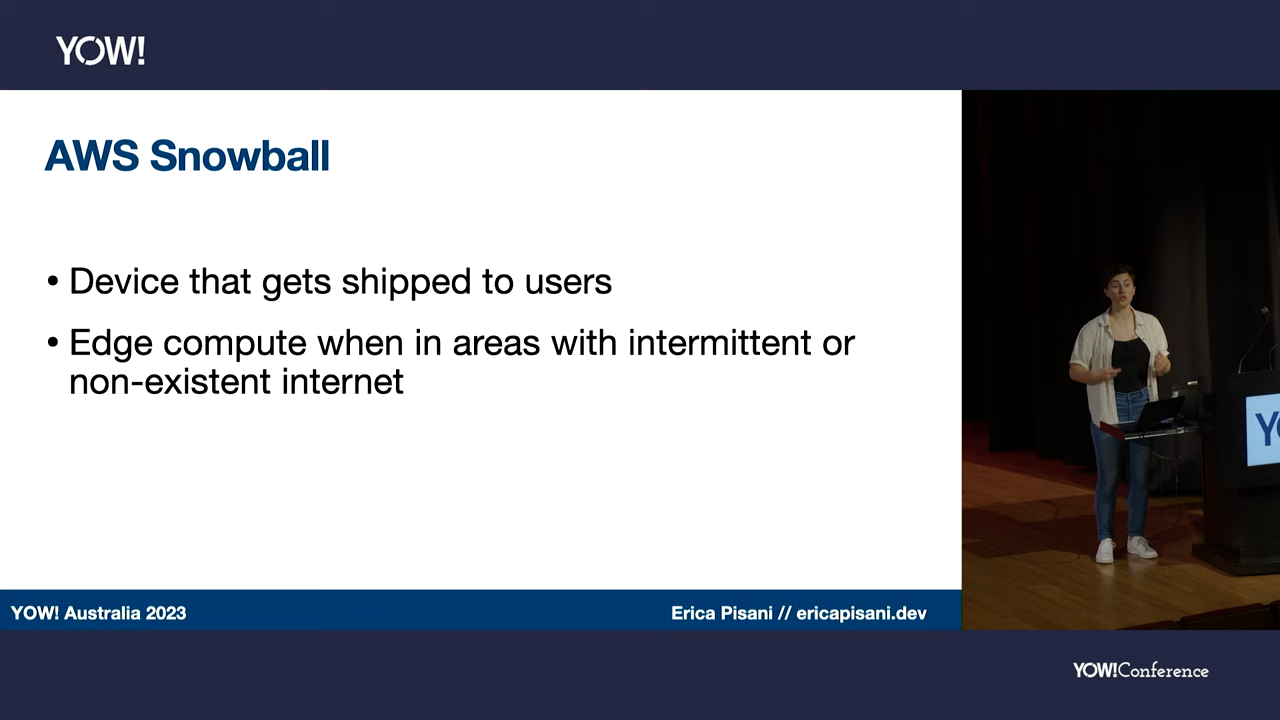 YOW!
AWS Snowball
• Device that gets shipped to users
• Edge compute when in areas with intermittent or
non-existent internet
YOW! Australia 2023
Erica Pisani // ericapisani.dev
YOW!Conference